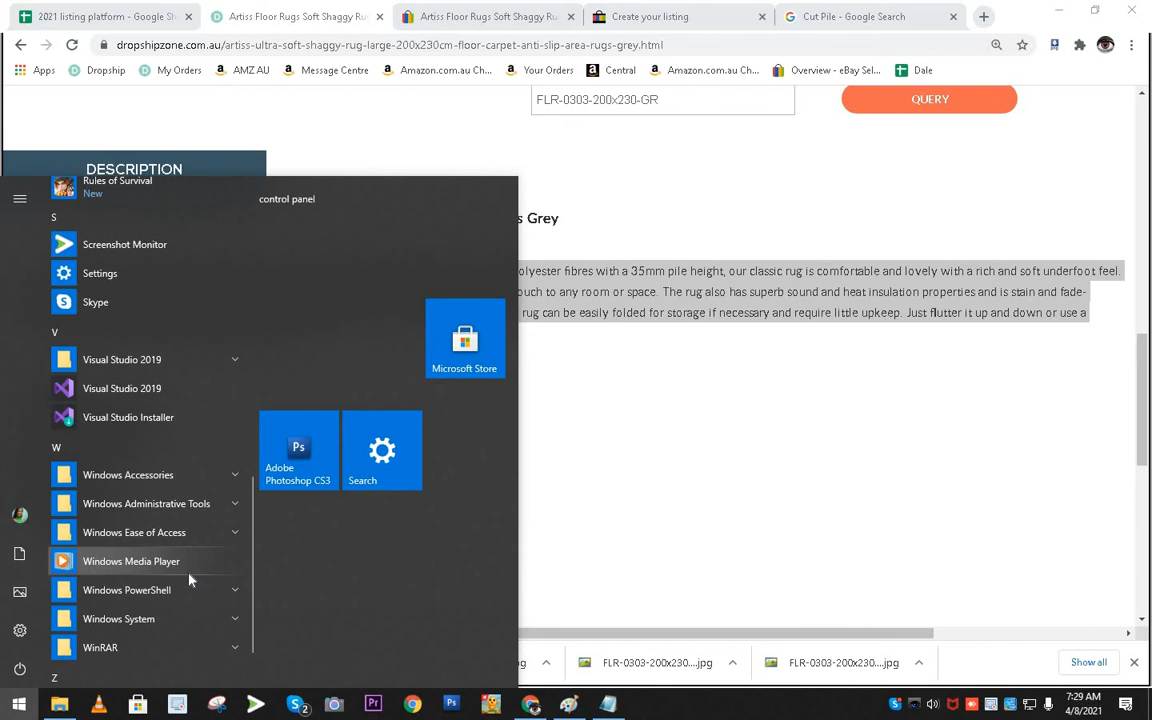 2021 listing platform - Google Sh
Artiss Floor Rugs Soft Shaggy Ru
Artiss Floor Rugs Soft Shaggy Ru
Create your listing
Cut Pile - Google Search
dropshipzone.com.au/artiss-ultra-soft-shaggy-rug-large-200x230cm-floor-carpet-anti-slip-area-rugs-grey.html
Apps
Dropship
My Orders
AMZ AU
Message Centre
Amazon.com.au Ch...
Your Orders
Central
Amazon.com.au Ch...
Overview - eBay Sel...
Dale
FLR-0303-200x230-GR
QUERY
DESCRIPTION
Rules of Survival
New
control panel
S
Screenshot Monitor
Settings
Skype
V
Visual Studio 2019
Visual Studio 2019
Visual Studio Installer
W
Windows Accessories
Windows Administrative Tools
Windows Ease of Access
Windows Media Player
Windows PowerShell
Windows System
WinRAR
Z
Microsoft Store
Ps
Adobe
Photoshop CS3
Search
s Grey
olyester fibres with a 35mm pile height, our classic rug is comfortable and lovely with a rich and soft underfoot feel.
ouch to any room or space. The rug also has superb sound and heat insulation properties and is stain and fade-
rug can be easily folded for storage if necessary and require little upkeep. Just flutter it up and down or use a
pg
FLR-0303-200x230....jpg
FLR-0303-200x230....jpg
Show all
2
Pr
Ps
7:29 AM
4/8/2021